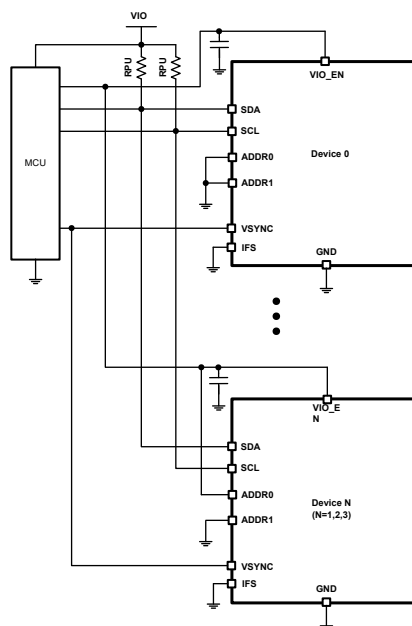 VIO
RPU
RPU
VIO_EN
MCU
SDA
SCL
ADDR0
ADDR1
VSYNC
IFS
Device 0
GND
VIO_E
N
SDA
SCL
ADDR0
ADDR1
VSYNC
IFS
Device N
(N=1,2,3)
GND